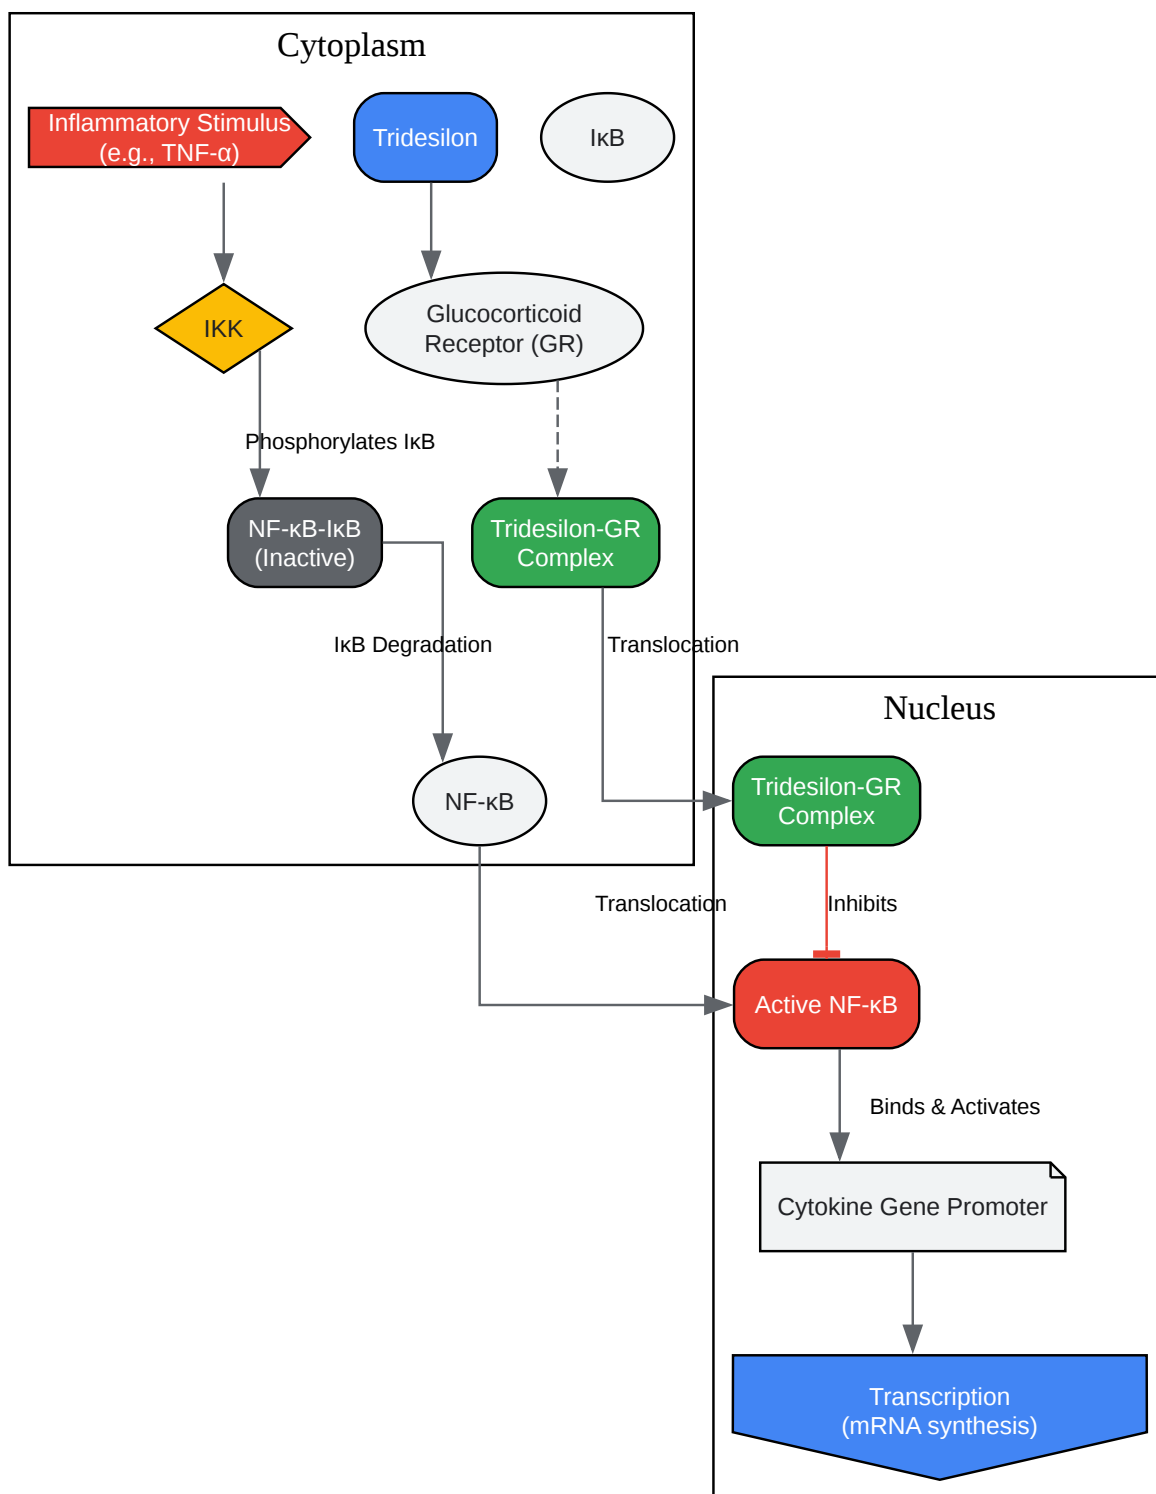 Cytoplasm
Inflammatory Stimulus
(e.g., TNF-α)
Tridesilon
IκB
IKK
Glucocorticoid
Receptor (GR)
Phosphorylates IκB
NF-κB-IκB
(Inactive)
Tridesilon-GR
Complex
IκB Degradation
Translocation
Nucleus
NF-κB
Tridesilon-GR
Complex
Translocation
Inhibits
Active NF-κB
Binds & Activates
Cytokine Gene Promoter
Transcription
(mRNA synthesis)